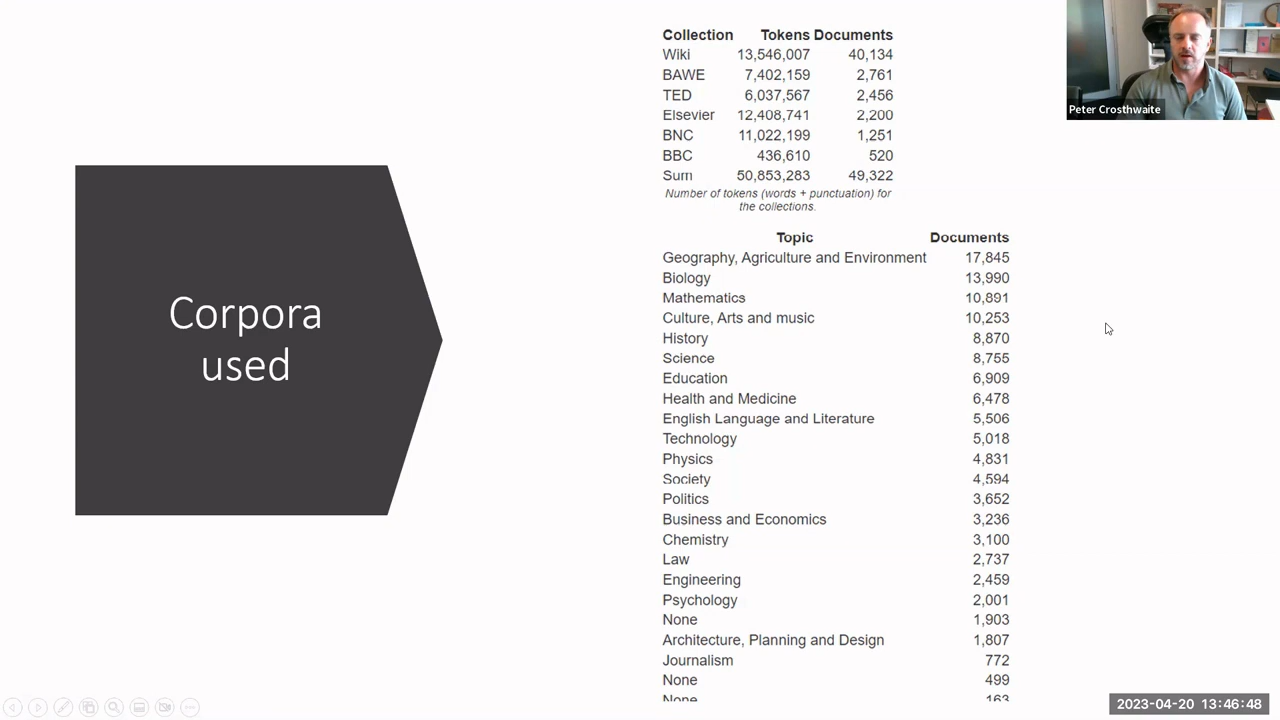 Collection Tokens Documents
Wiki 13,546,007 40,134
BAWE 7,402,159 2,761
TED 6,037,567 2,456
Elsevier 12,408,741 2,200
BNC 11,022,199 1,251
BBC 436,610 520
Sum 50,853,283 49,322
Number of tokens (words + punctuation) for
the collections.
Peter Crosthwaite
Corpora
used
Topic Documents
Geography, Agriculture and Environment 17,845
Biology 13,990
Mathematics 10,891
Culture, Arts and music 10,253
History 8,870
Science 8,755
Education 6,909
Health and Medicine 6,478
English Language and Literature 5,506
Technology 5,018
Physics 4,831
Society 4,594
Politics 3,652
Business and Economics 3,236
Chemistry 3,100
Law 2,737
Engineering 2,459
Psychology 2,001
None 1,903
Architecture, Planning and Design 1,807
Journalism 772
None 499
None 163
2023-04-20 13:46:48